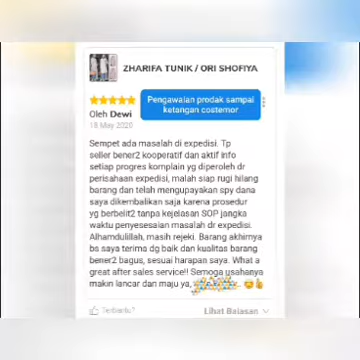 ZHARIFA TUNIK / ORI SHOFIYA
Pengawalan prodak sampai
ketangan costemor
Oleh Dewi
18 May 2020
Sempet ada masalah di expedisi. Tp
seller bener2 kooperatif dan aktif info
setiap progres komplain yg diperoleh dr
perisahaan expedisi, malah siap rugi hilang
barang dan telah mengupayakan spy dana
saya dikembalikan saja karena prosedur
yg berbelit2 tanpa kejelasan SOP jangka
waktu penyesesaian masalah dr expedisi.
Alhamdulillah, masih rejeki. Barang akhirnya
bs saya terima dg baik dan kualitas barang
bener2 bagus, sesuai harapan saya. What a
great after sales service!! Semoga usahanya
makin lancar dan maju ya,
Terbantu?
Lihat Balasan